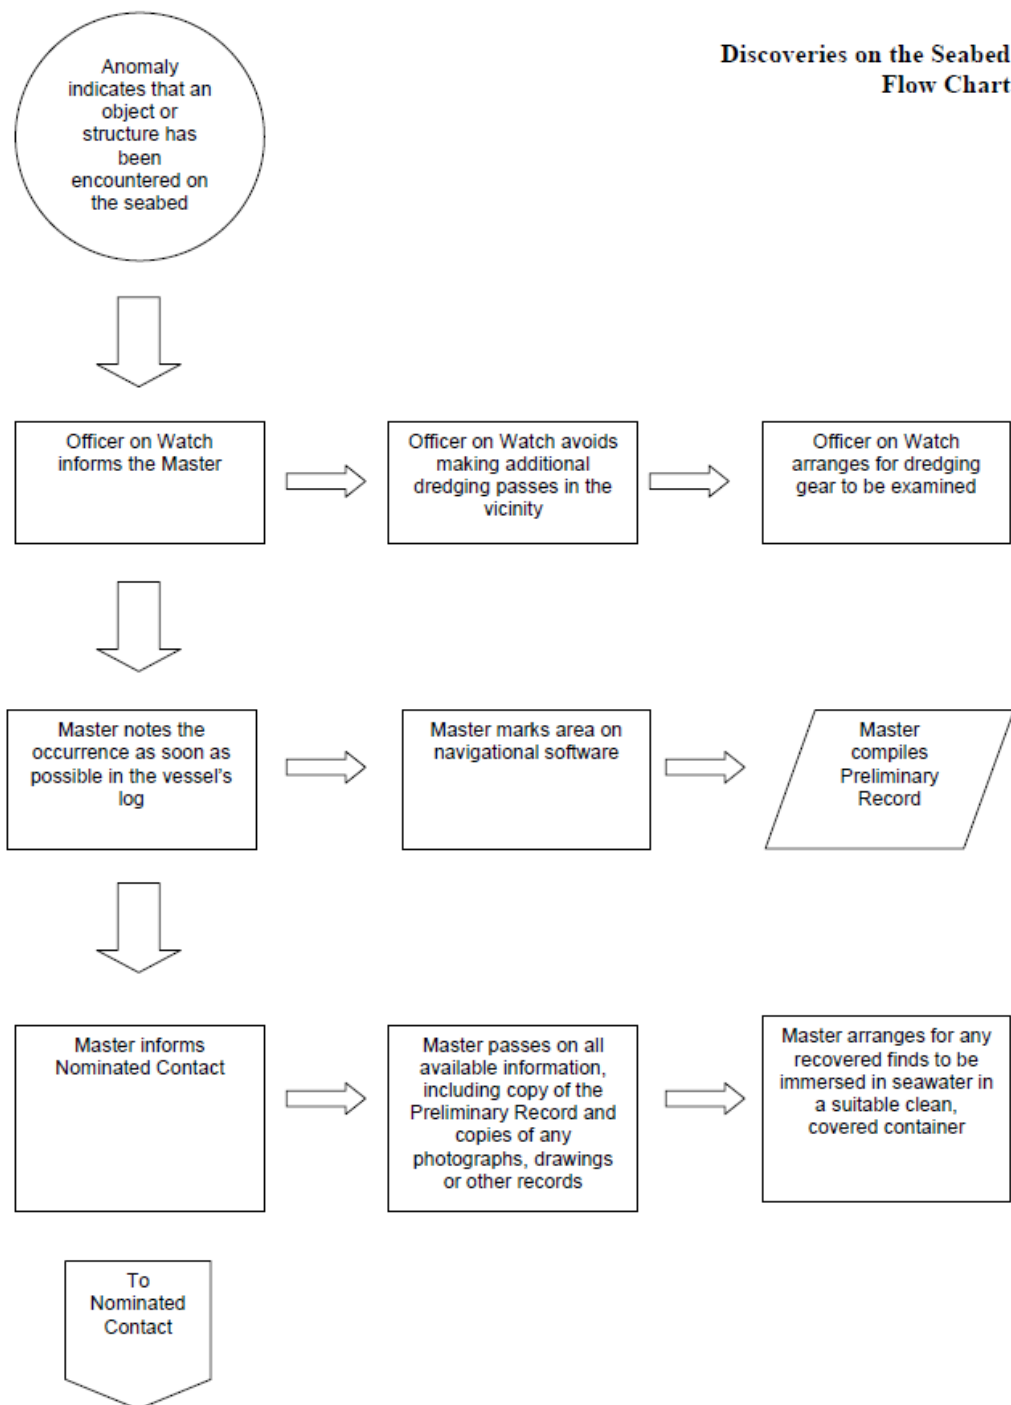 Discoveries on the Seabed
Flow Chart
Anomaly
indicates that an
object or
structure has
been
encountered on
the seabed
Officer on Watch
informs the Master
Officer on Watch avoids
making additional
dredging passes in the
vicinity
Officer on Watch
arranges for dredging
gear to be examined
Master notes the
occurrence as soon as
possible in the vessel's
log
Master marks area on
navigational software
Master
compiles
Preliminary
Record
Master informs
Nominated Contact
Master passes on all
available information,
including copy of the
Preliminary Record and
copies of any
photographs, drawings
or other records
Master arranges for any
recovered finds to be
immersed in seawater in
a suitable clean,
covered container
To
Nominated
Contact